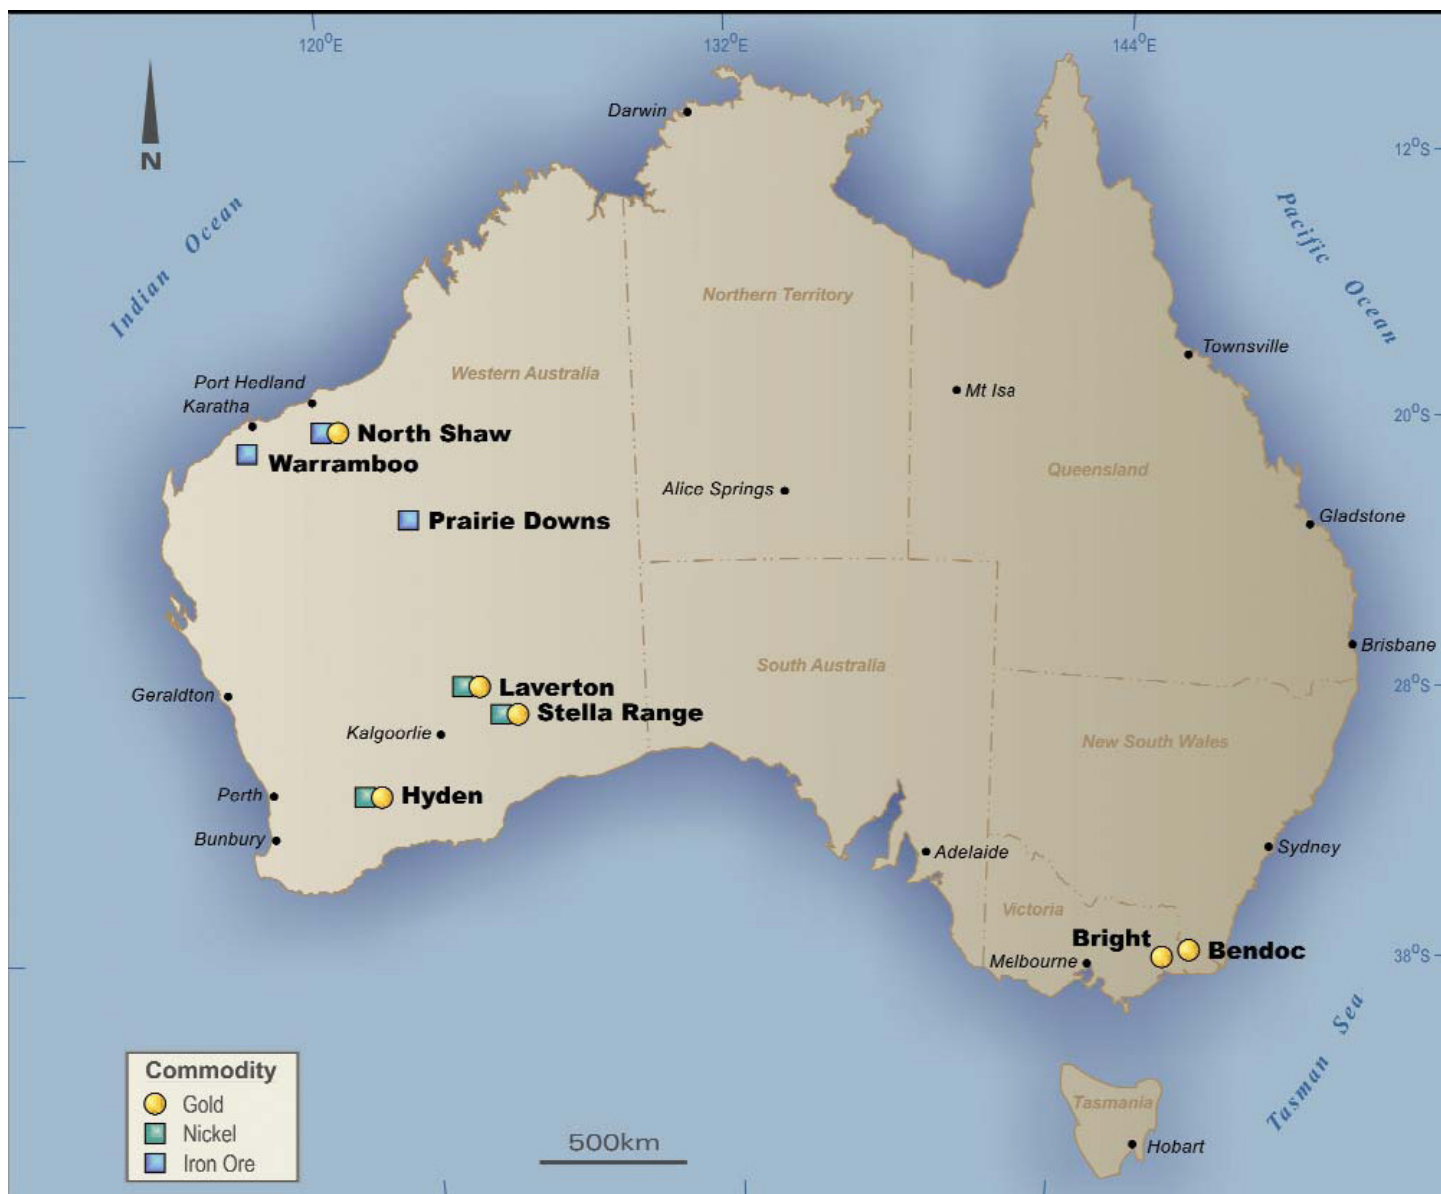 120°E
132°E
144°E
Darwin
12°S
N
Indian Ocean
Pacific Ocean
Northern Territory
Western Australia
Townsville
Port Hedland
Karatha
Mt Isa
20°S
North Shaw
Warramboo
Queensland
Alice Springs
Prairie Downs
Gladstone
Brisbane
South Australia
Laverton
28°S
Geraldton
Stella Range
Kalgoorlie
New South Wales
Perth
Hyden
Bunbury
Adelaide
Sydney
Victoria
Bright
Bendoc
Melbourne
38°S
Tasman Sea
Commodity
Gold
Nickel
Iron Ore
Tasmania
500km
Hobart